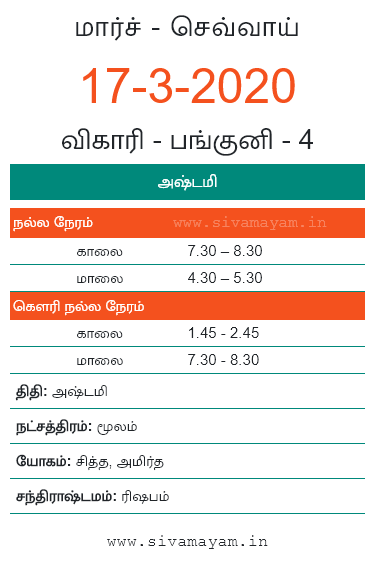 மார்ச் - செவ்வாய்
17-3-2020
விகாரி - பங்குனி - 4
அஷ்டமி
நல்ல நேரம் www.sivamayam.in
காலை 7.30 – 8.30
மாலை 4.30 – 5.30
கௌரி நல்ல நேரம்
காலை 1.45 - 2.45
மாலை 7.30 - 8.30
திதி: அஷ்டமி
நட்சத்திரம்: மூலம்
யோகம்: சித்த, அமிர்த
சந்திராஷ்டமம்: ரிஷபம்
www.sivamayam.in